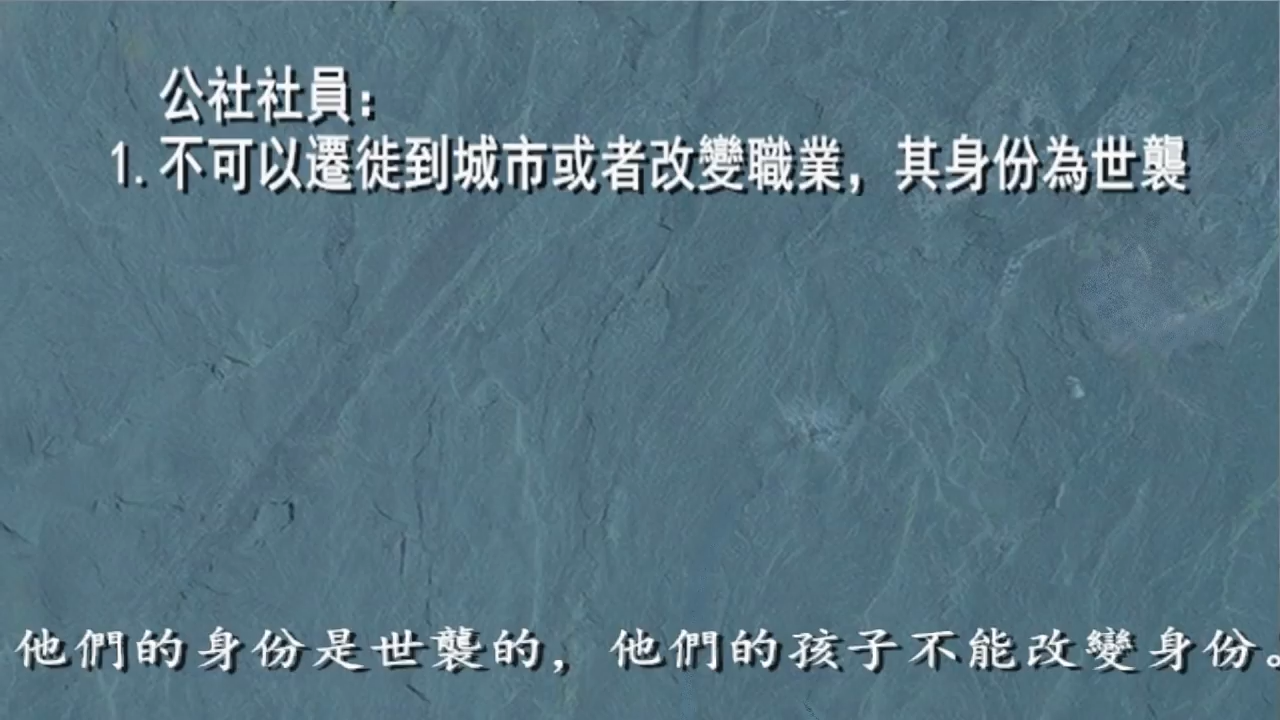 公社社員：
1.不可以遷徙到城市或者改變職業，其身份為世襲
他們的身份是世襲的，他們的孩子不能改變身份。